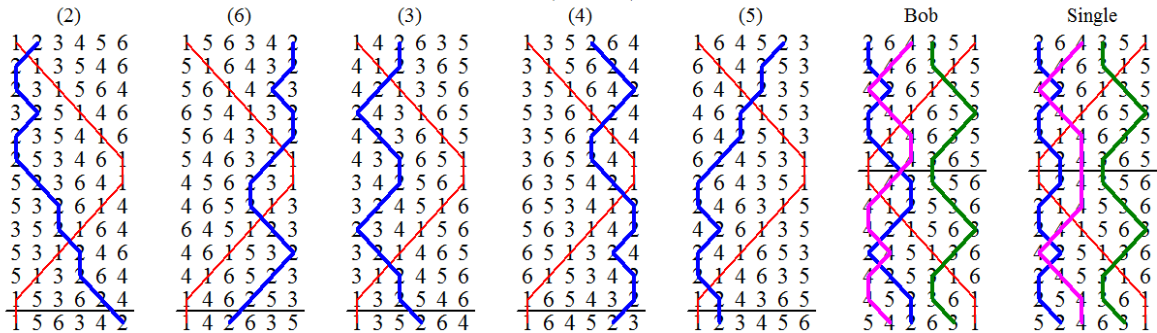 (2) (6) (3) (4) (5) Bob Single
1 2 3 4 5 6 1 5 6 3 4 2 1 4 2 6 3 5 1 3 5 2 6 4 1 6 4 5 2 3 2 6 4 3 5 1 2 6 4 3 5 1
2 1 3 5 4 6 5 1 6 4 3 2 4 1 2 3 6 5 3 1 5 6 2 4 6 1 4 2 5 3 2 4 6 3 1 5 2 4 6 3 1 5
2 3 1 5 6 4 5 6 1 4 2 3 4 2 1 3 5 6 3 5 1 6 4 2 6 4 1 2 3 5 4 2 6 1 3 5 4 2 6 1 3 5
3 2 5 1 4 6 6 5 4 1 3 2 2 4 3 1 6 5 5 3 6 1 2 4 4 6 2 1 5 3 2 4 1 6 5 3 2 4 1 6 5 3
2 3 5 4 1 6 5 6 4 3 1 2 4 2 3 6 1 5 3 5 6 2 1 4 6 4 2 5 1 3 2 1 4 6 3 5 2 1 4 6 3 5
2 5 3 4 6 1 5 4 6 3 2 1 4 3 2 6 5 1 3 6 5 2 4 1 6 2 4 5 3 1 1 2 4 3 6 5 1 2 4 3 6 5
5 2 3 6 4 1 4 5 6 2 3 1 3 4 2 5 6 1 6 3 5 4 2 1 2 6 4 3 5 1 1 4 2 3 5 6 1 2 4 3 5 6
5 3 2 6 1 4 4 6 5 2 1 3 3 2 4 5 1 6 6 5 3 4 1 2 2 4 6 3 1 5 4 1 2 5 3 6 2 1 4 5 3 6
3 5 2 1 6 4 6 4 5 1 2 3 2 3 4 1 5 6 5 6 3 1 4 2 4 2 6 1 3 5 4 2 1 5 6 3 2 4 1 5 6 3
5 3 1 2 4 6 4 6 1 5 3 2 3 2 1 4 6 5 6 5 1 3 2 4 2 4 1 6 5 3 2 4 5 1 3 6 4 2 5 1 3 6
5 1 3 2 6 4 4 1 6 5 2 3 3 1 2 4 5 6 6 1 5 3 4 2 2 1 4 6 3 5 4 2 5 3 1 6 2 4 5 3 1 6
1 5 3 6 2 4 1 4 6 2 5 3 1 3 2 5 4 6 1 6 5 4 3 2 1 2 4 3 6 5 4 5 2 3 6 1 2 5 4 3 6 1
1 5 6 3 4 2 1 4 2 6 3 5 1 3 5 2 6 4 1 6 4 5 2 3 1 2 3 4 5 6 5 4 2 6 3 1 5 2 4 6 3 1